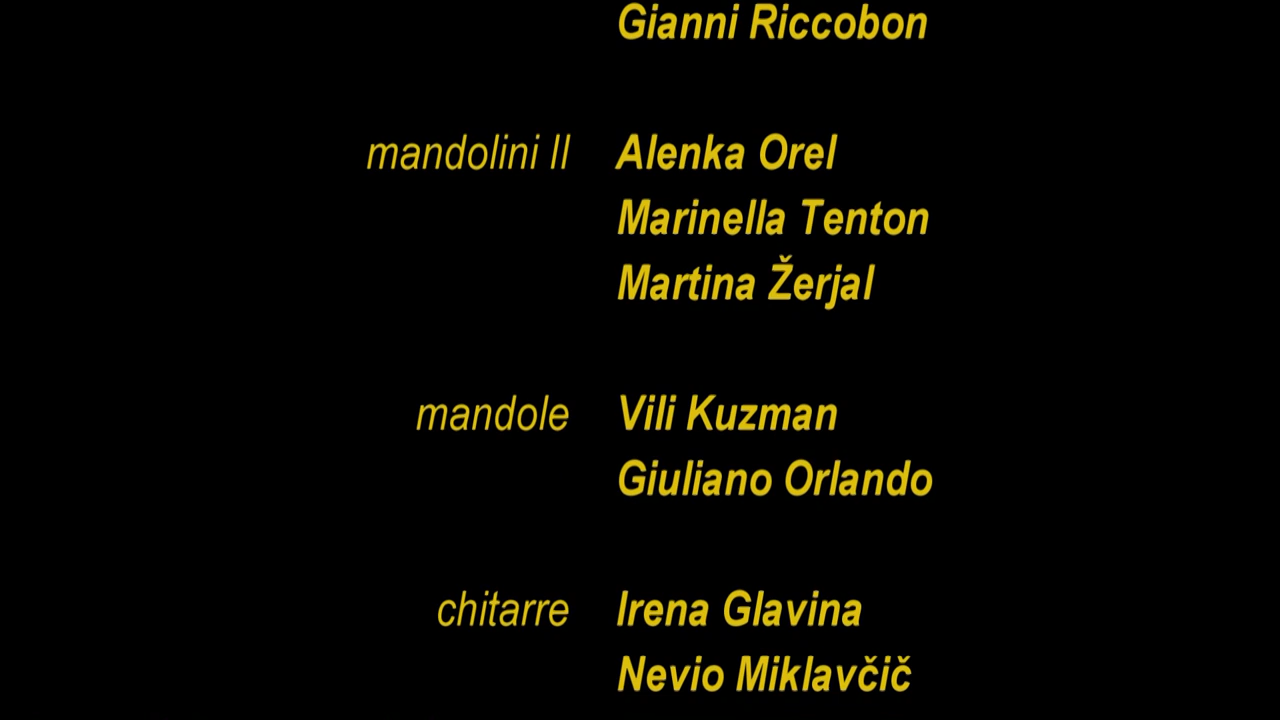 Gianni Riccobon
mandolini II Alenka Orel
Marinella Tenton
Martina Žerjal
mandole Vili Kuzman
Giuliano Orlando
chitarre Irena Glavina
Nevio Miklavčič